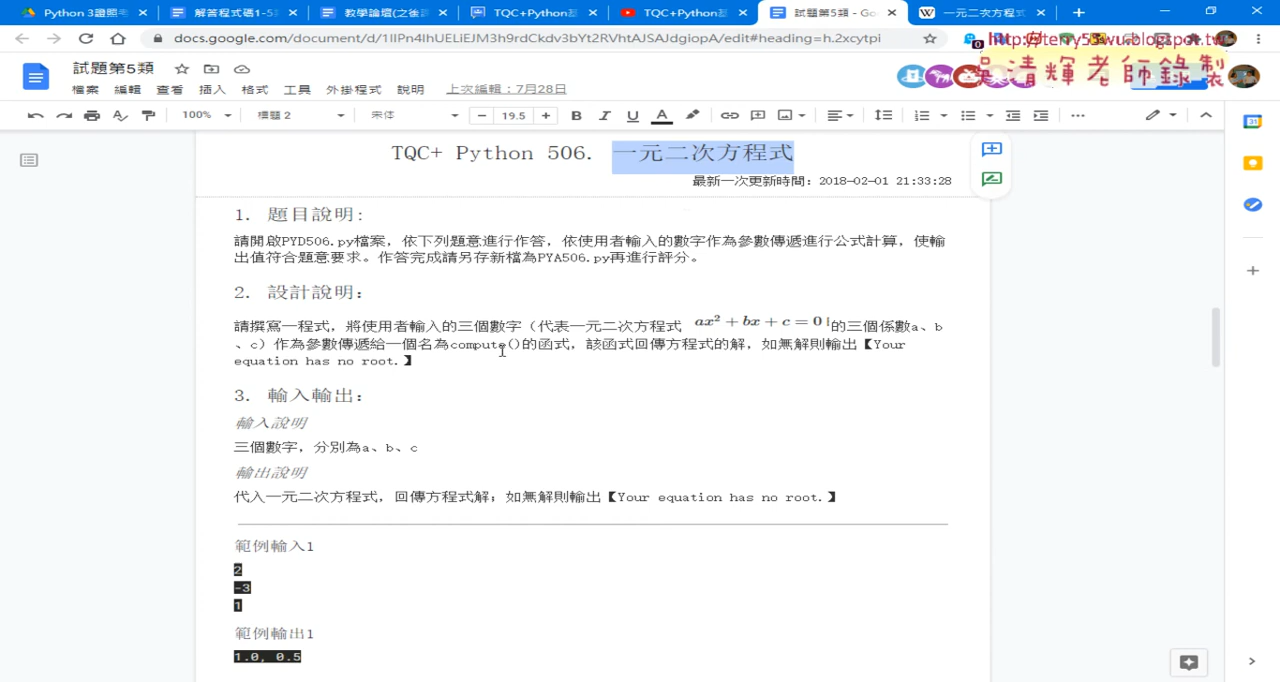 Python 3證照
解答程式碼1-5
教學論壇(之後
TQC+Python基
TQC+Python基
試題第5類 - Go
一元二次方程式
docs.google.com/document/d/1IlPn4IhUELiEJM3h9rdCkdv3bYt2RVhtAJSAJdgiopA/edit#heading=h.2xcytpi
http://terry55wu.blogspot.tw
吳清輝老師錄製
試題第5類
檔案 編輯 查看 插入 格式 工具 外掛程式 說明 上次編輯：7月28日
100% 標題 2 宋体 19.5 B I U A
TQC+ Python 506. 一元二次方程式
最新一次更新時間: 2018-02-01 21:33:28
1. 題目說明:
請開啟PYD506.py檔案, 依下列題意進行作答, 依使用者輸入的數字作為參數傳遞進行公式計算, 使輸
出值符合題意要求。作答完成請另存新檔為PYA506.py再進行評分。
2. 設計說明:
請撰寫一程式, 將使用者輸入的三個數字 (代表一元二次方程式 ax² + bx + c = 0 的三個係數a、b
、c) 作為參數傳遞給一個名為compute()的函式, 該函式回傳方程式的解, 如無解則輸出【Your
equation has no root.】
3. 輸入輸出:
輸入說明
三個數字, 分別為a、b、c
輸出說明
代入一元二次方程式, 回傳方程式解; 如無解則輸出【Your equation has no root.】
範例輸入1
2
-3
1
範例輸出1
1.0, 0.5